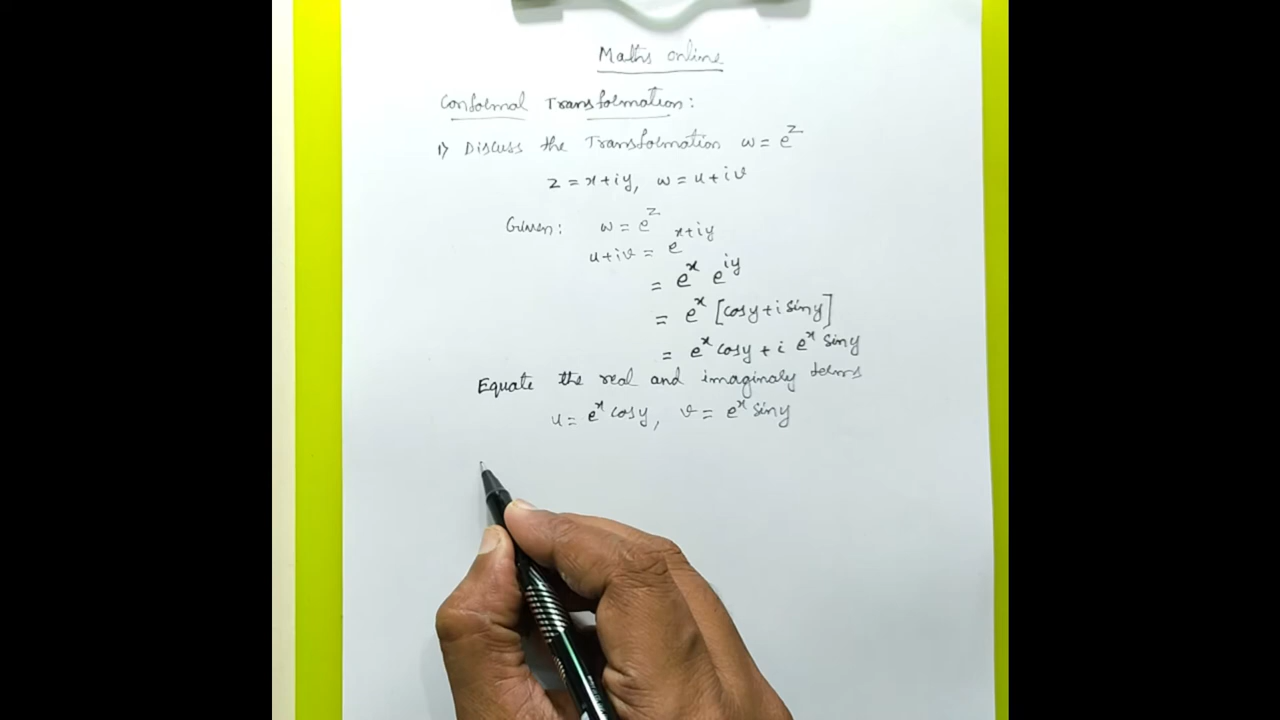 Maths online
Conformal Transformation:
1) Discuss the Transformation w = e^z
z = x+iy, w = u+iv
Given: w = e^z
u+iv = e^x+iy
= e^x e^iy
= e^x [cosy + i siny]
= e^x cosy + i e^x siny
Equate the real and imaginary terms
u = e^x cosy, v = e^x siny